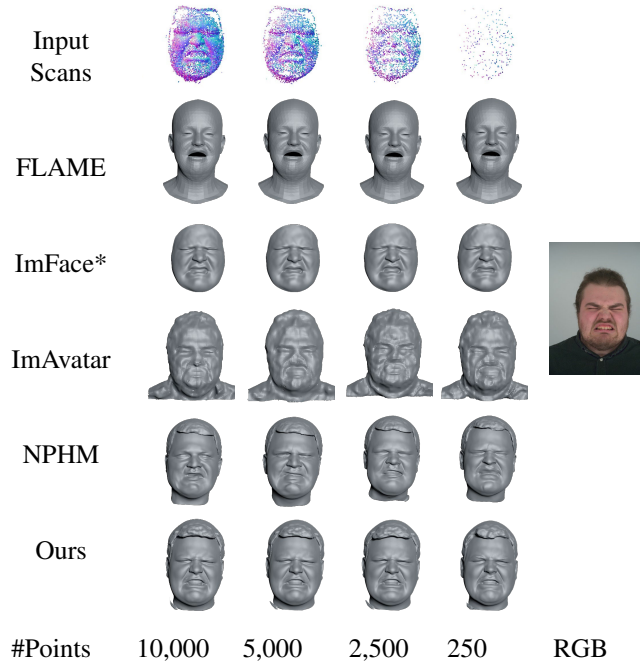 Input
Scans
FLAME
ImFace*
ImAvatar
NPHM
Ours
#Points 10,000 5,000 2,500 250 RGB